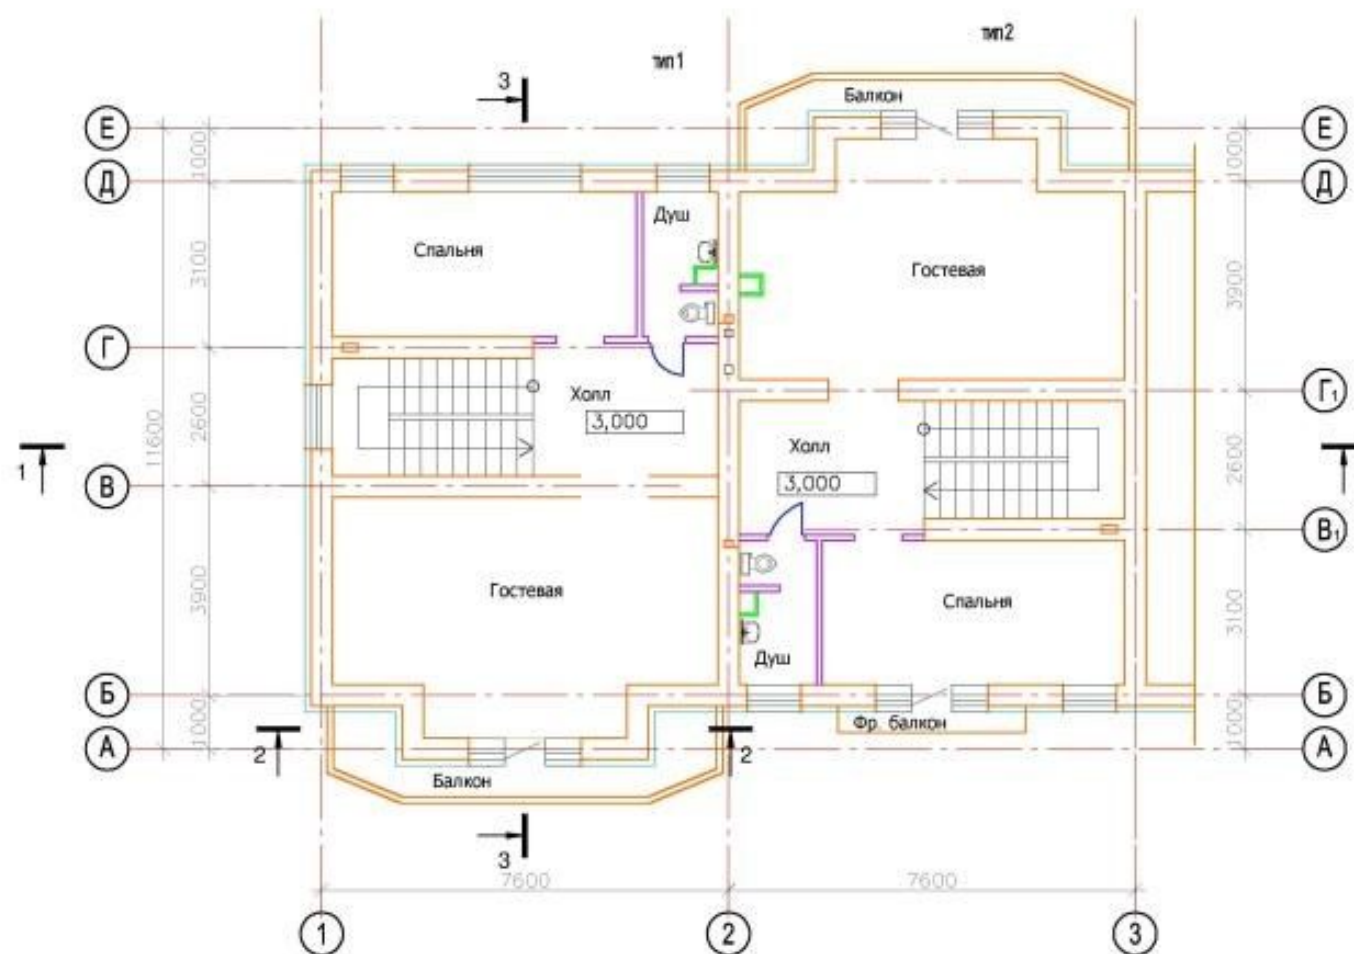 тип1
тип2
3
Балкон
Е
Е
1000
1000
Д
Д
Душ
Спальня
Гостевая
3100
3900
Г
Г₁
Холл
3,000
2600
11600
1
Холл
3,000
2600
В
В₁
Гостевая
Спальня
3900
3100
Душ
Б
Б
Фр. балкон
1000
1000
2
2
А
А
Балкон
3
7600
7600
1
2
3